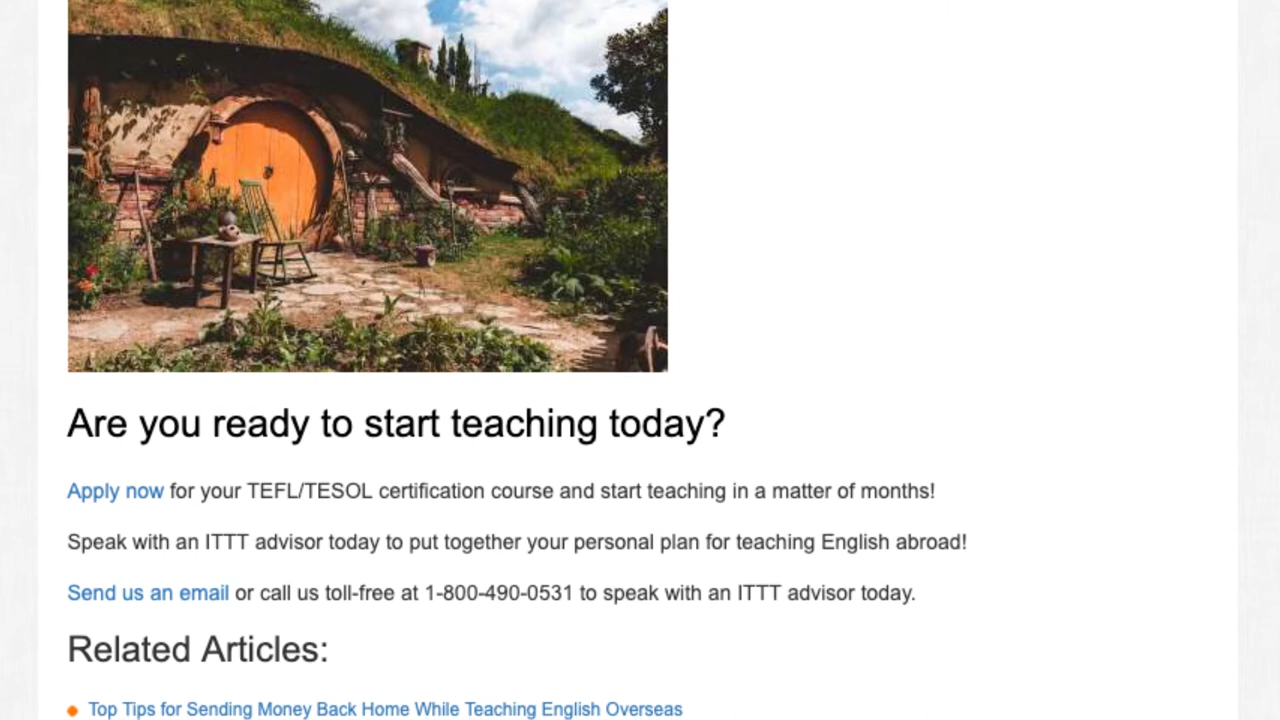 Are you ready to start teaching today?
Apply now for your TEFL/TESOL certification course and start teaching in a matter of months!
Speak with an ITTT advisor today to put together your personal plan for teaching English abroad!
Send us an email or call us toll-free at 1-800-490-0531 to speak with an ITTT advisor today.
Related Articles:
Top Tips for Sending Money Back Home While Teaching English Overseas